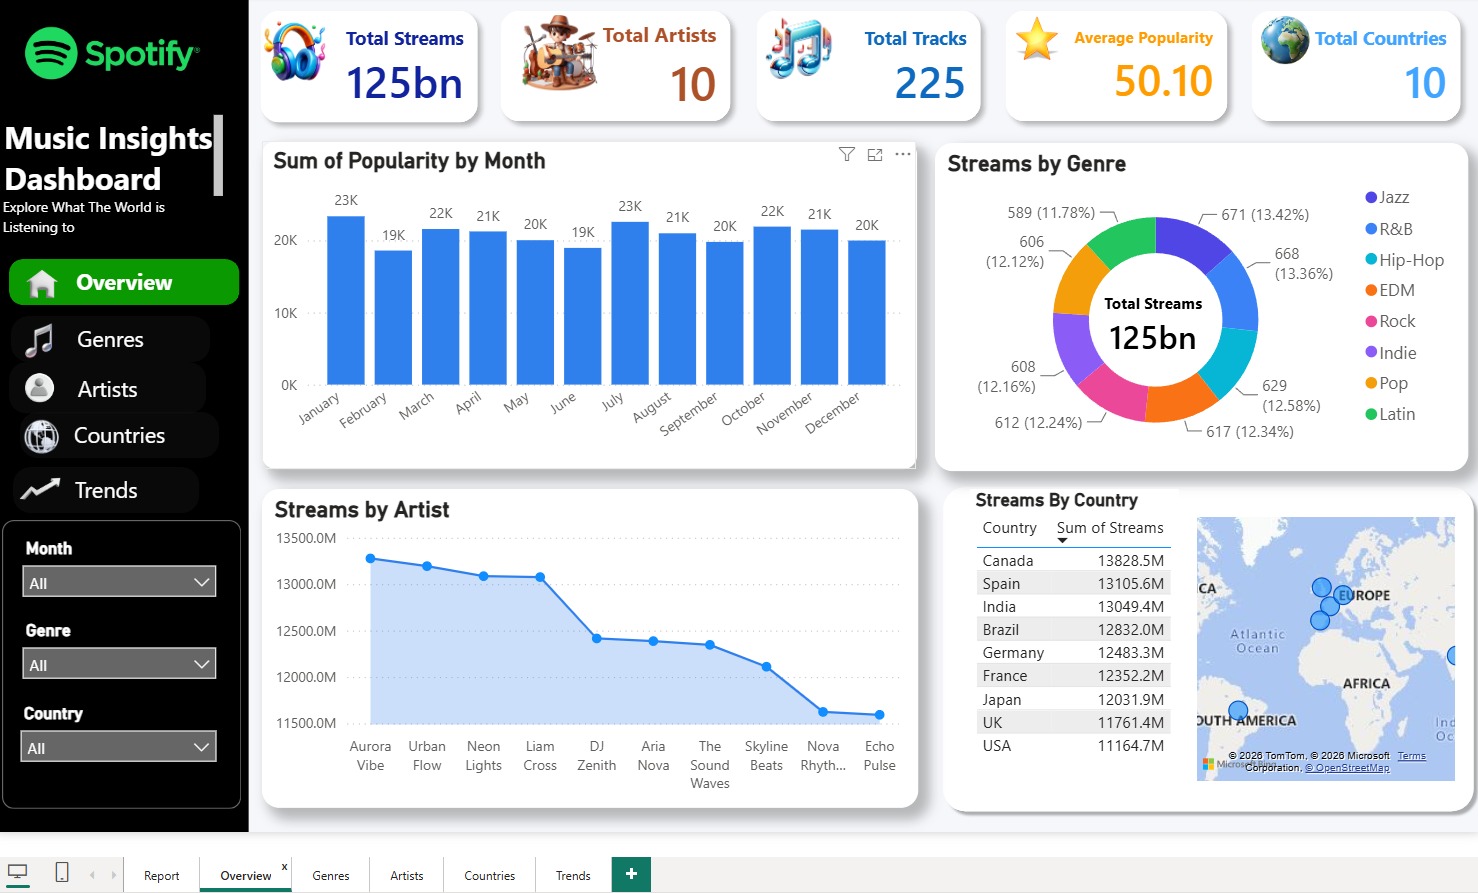 Spotify®
Music Insights
Dashboard
Explore What The World is
Listening to
Overview
Genres
Artists
Countries
Trends
Month
All
Genre
All
Country
All
Total Streams
125bn
Total Artists
10
Total Tracks
225
Average Popularity
50.10
Total Countries
10
Sum of Popularity by Month
23K
19K
22K
21K
20K
19K
23K
21K
20K
22K
21K
20K
20K
10K
0K
January
February
March
April
May
June
July
August
September
October
November
December
Streams by Genre
589 (11.78%)
671 (13.42%)
606
(12.12%)
668
(13.36%)
608
(12.16%)
629
(12.58%)
612 (12.24%)
617 (12.34%)
Total Streams
125bn
Jazz
R&B
Hip-Hop
EDM
Rock
Indie
Pop
Latin
Streams by Artist
13500.0M
13000.0M
12500.0M
12000.0M
11500.0M
Aurora
Vibe
Urban
Flow
Neon
Lights
Liam
Cross
DJ
Zenith
Aria
Nova
The
Sound
Waves
Skyline
Beats
Nova
Rhyth...
Echo
Pulse
Streams By Country
Country Sum of Streams
Canada 13828.5M
Spain 13105.6M
India 13049.4M
Brazil 12832.0M
Germany 12483.3M
France 12352.2M
Japan 12031.9M
UK 11761.4M
USA 11164.7M
CA
EUROPE
Atlantic
Ocean
AFRICA
OUTH AMERICA
Ind
Oc
© 2026 TomTom, © 2026 Microsoft Terms
Corporation, © OpenStreetMap
Report
Overview x
Genres
Artists
Countries
Trends
+